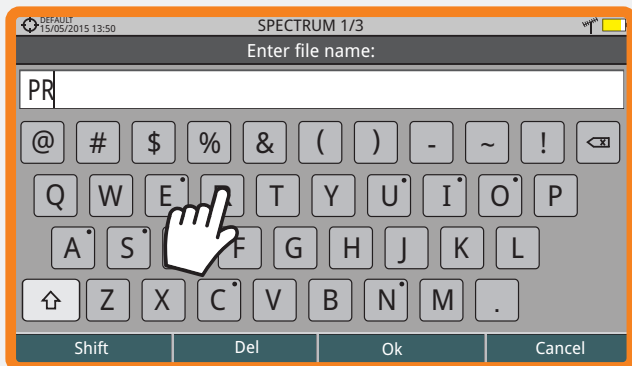 DEFAULT
15/05/2015 13:50
SPECTRUM 1/3
Enter file name:
PR
@ # $ % & ( ) - ~ ! 
Q W E R T Y U I O P
A S F G H J K L
Z X C V B N M .
Shift Del Ok Cancel